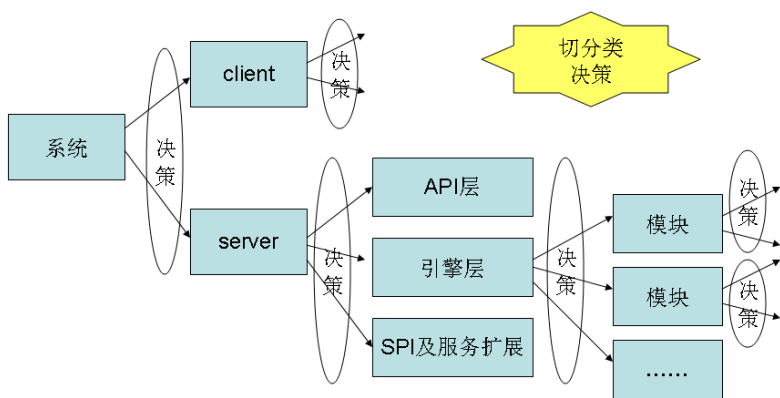 切分类
决策
client
决
策
系统
决
策
API层
server
决
策
引擎层
决
策
模块
决
策
模块
决
策
SPI及服务扩展
……